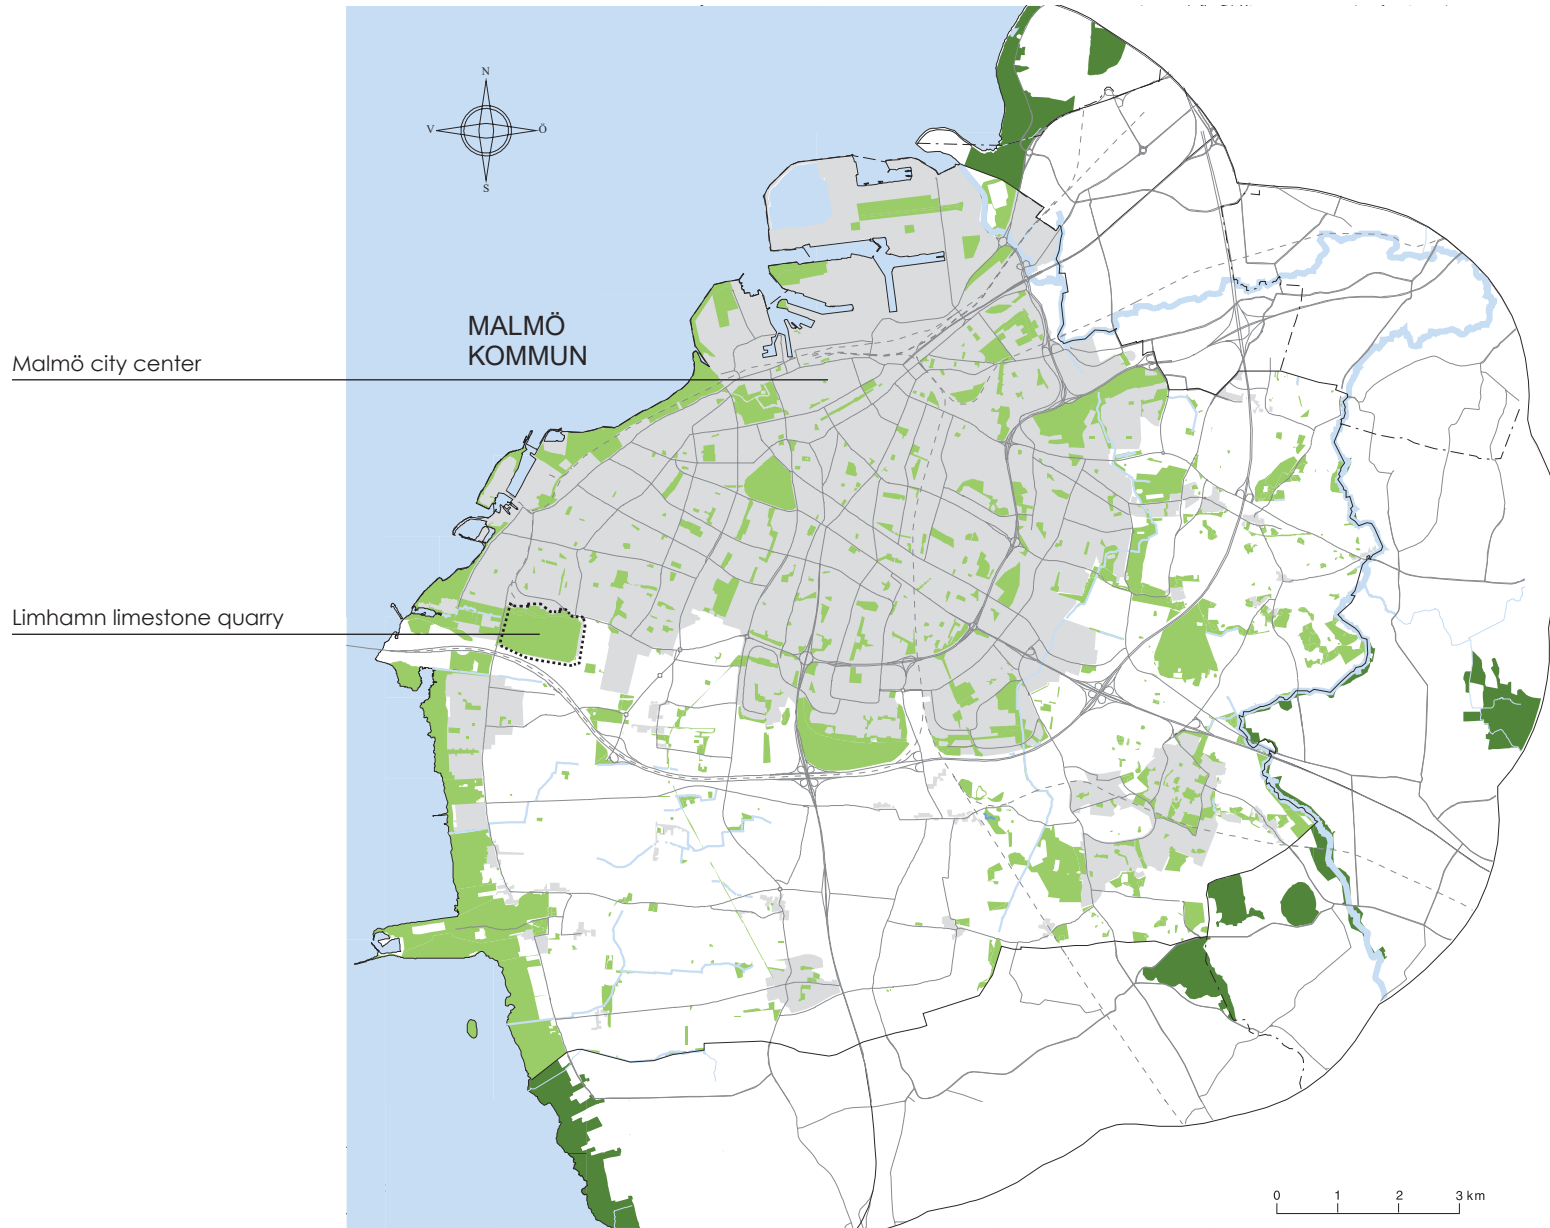 N
V
Ö
S
MALMÖ
KOMMUN
Malmö city center
Limhamn limestone quarry
0 1 2 3 km